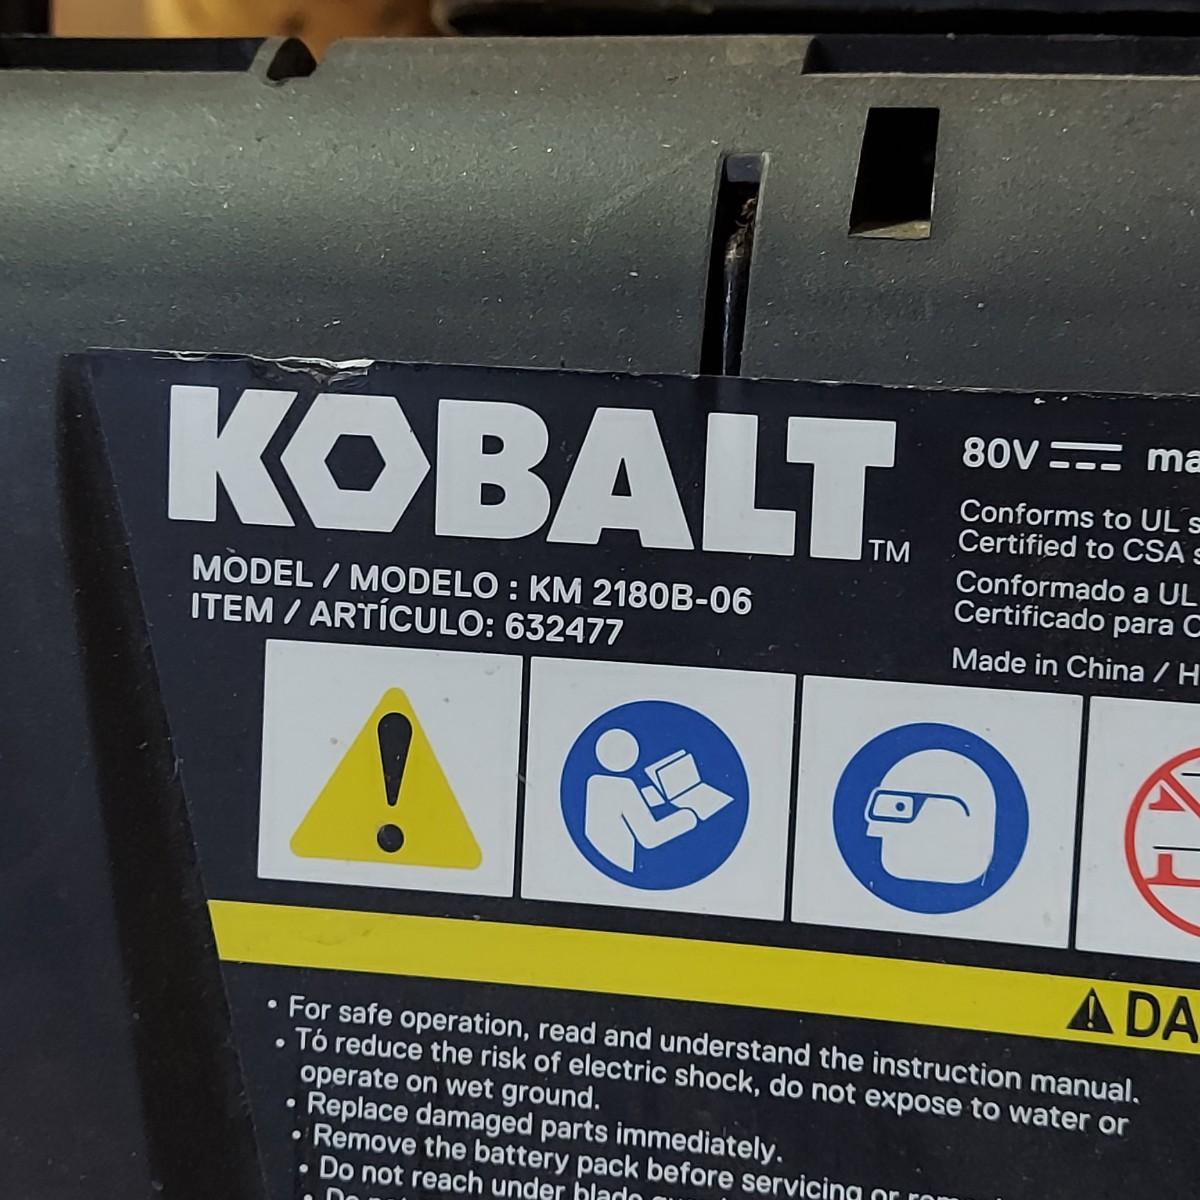 KOBALT
TM
MODEL / MODELO : KM 2180B-06
ITEM / ARTÍCULO: 632477
80V
Conforms to UL
Certified to CSA
Conformado a UL
Certificado para
Made in China /
For safe operation, read and understand the instruction manual.
Tó reduce the risk of electric shock, do not expose to water or
operate on wet ground.
Replace damaged parts immediately.
Remove the battery pack before servicing or
Do not reach under blade